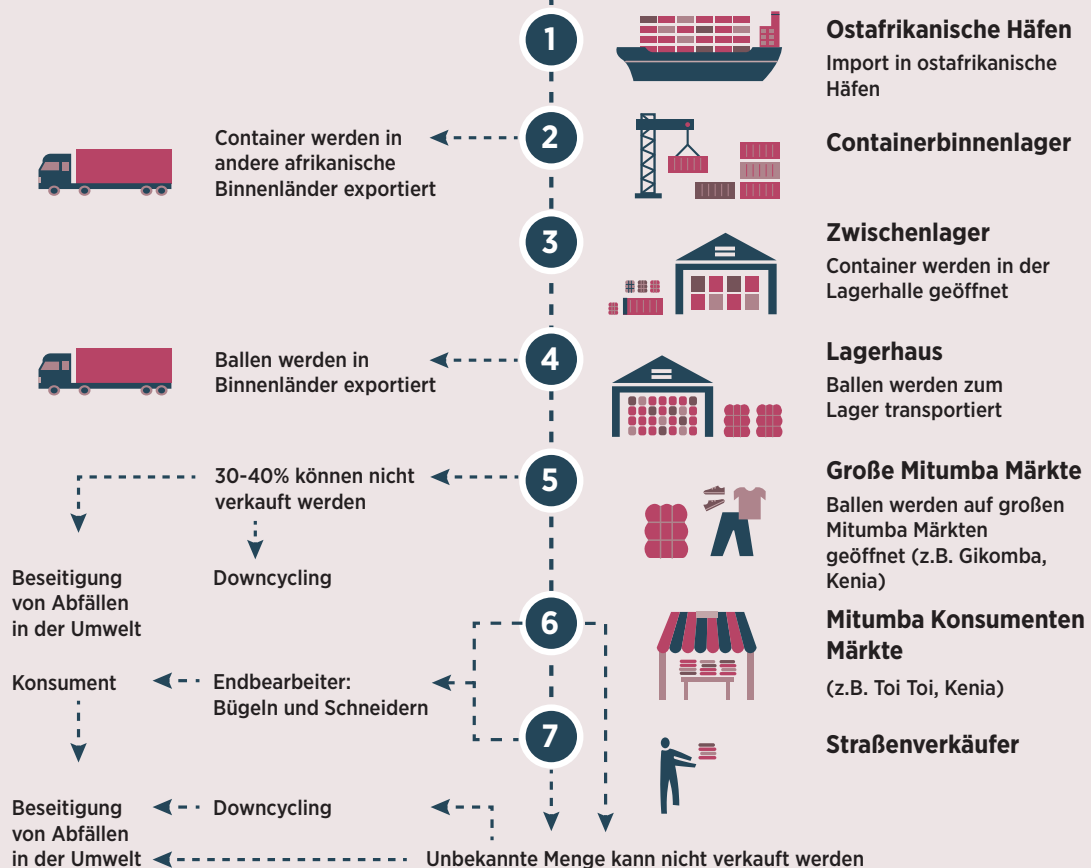 1
Ostafrikanische Häfen
Import in ostafrikanische
Häfen
Container werden in
andere afrikanische
Binnenländer exportiert
2
Containerbinnenlager
3
Zwischenlager
Container werden in der
Lagerhalle geöffnet
Ballen werden in
Binnenländer exportiert
4
Lagerhaus
Ballen werden zum
Lager transportiert
30-40% können nicht
verkauft werden
5
Große Mitumba Märkte
Ballen werden auf großen
Mitumba Märkten
geöffnet (z.B. Gikomba,
Kenia)
Beseitigung
von Abfällen
in der Umwelt
Downcycling
6
Mitumba Konsumenten
Märkte
(z.B. Toi Toi, Kenia)
Konsument
Endbearbeiter:
Bügeln und Schneidern
7
Straßenverkäufer
Beseitigung
von Abfällen
in der Umwelt
Downcycling
Unbekannte Menge kann nicht verkauft werden